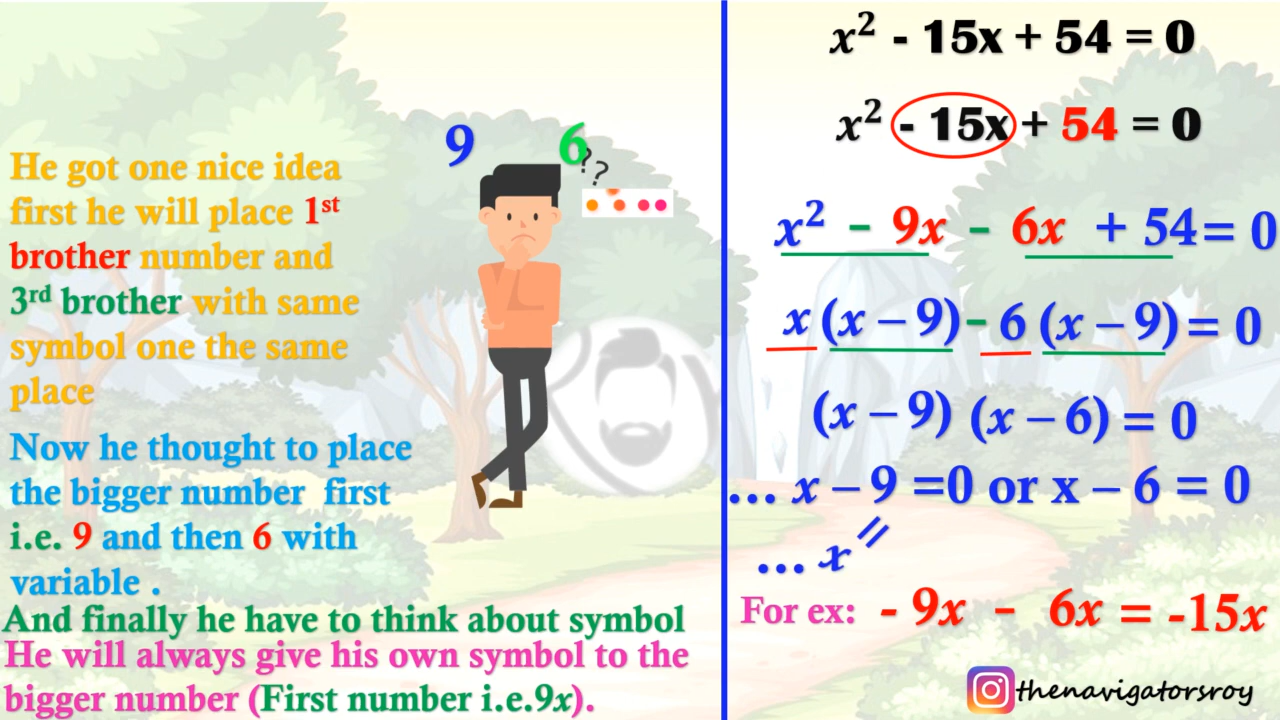 9 6
??
He got one nice idea
first he will place 1st
brother number and
3rd brother with same
symbol one the same
place
Now he thought to place
the bigger number first
i.e. 9 and then 6 with
variable .
And finally he have to think about symbol
He will always give his own symbol to the
bigger number (First number i.e.9x).
x² - 15x + 54 = 0
x² - 15x + 54 = 0
x² - 9x - 6x + 54 = 0
x (x – 9) - 6 (x – 9) = 0
(x – 9) (x – 6) = 0
... x – 9 =0 or x – 6 = 0
... x =
For ex: - 9x - 6x = -15x
thenavigatorsroy